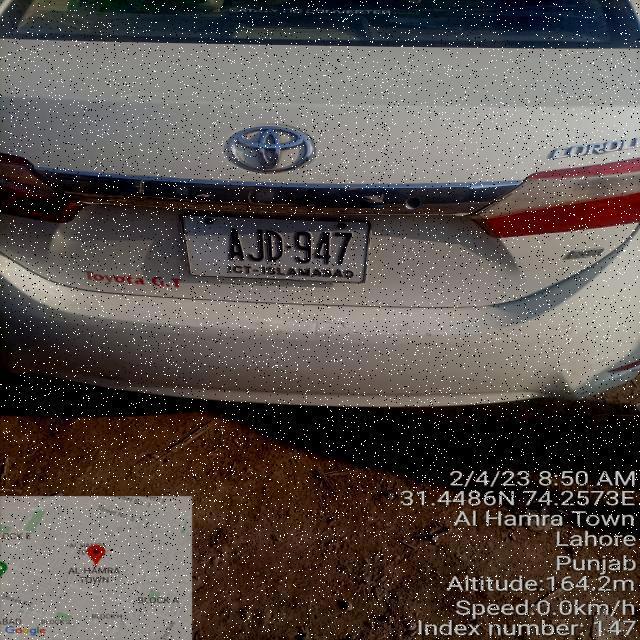 COROLLA
AJD-947
ICT-ISLAMABAD
Toyota G.T
2/4/23 8:50 AM
31.4486N 74.2573E
Al Hamra Town
Lahore
Punjab
Altitude:164.2m
Speed:0.0km/h
Index number: 147
AL HAMRA
TOWN
Google